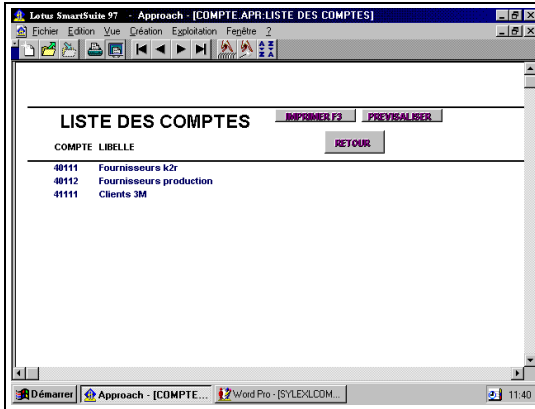 Lotus SmartSuite 97 - Approach - [COMPTE.APR:LISTE DES COMPTES]
Fichier Edition Vue Création Exploitation Fenêtre ?
LISTE DES COMPTES
IMPRIMER F3 PREVISALISER
RETOUR
COMPTE LIBELLE
40111 Fournisseurs k2r
40112 Fournisseurs production
41111 Clients 3M
Démarrer Approach - [COMPTE... Word Pro - [SYLEXLCOM... 11:40